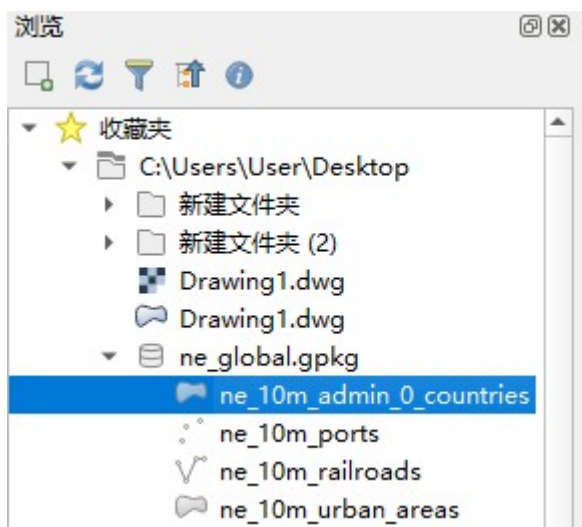 浏览
收藏夹
C:\Users\User\Desktop
新建文件夹
新建文件夹 (2)
Drawing1.dwg
Drawing1.dwg
ne_global.gpkg
ne_10m_admin_0_countries
ne_10m_ports
ne_10m_railroads
ne_10m_urban_areas